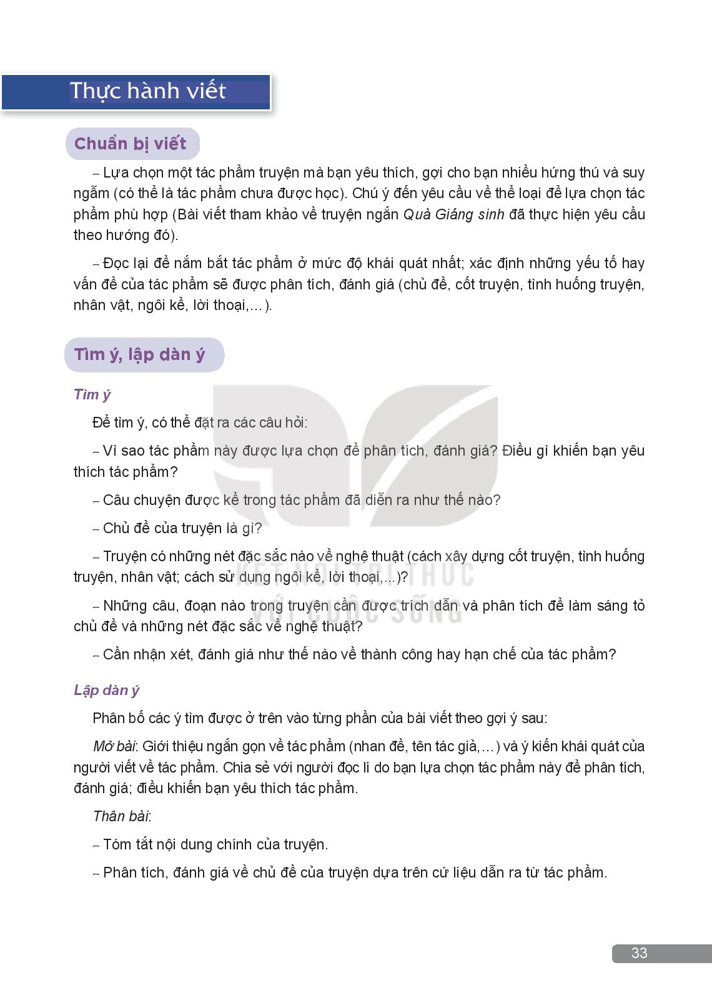 Thực hành viết
Chuẩn bị viết
– Lựa chọn một tác phẩm truyện mà bạn yêu thích, gợi cho bạn nhiều hứng thú và suy
ngẫm (có thể là tác phẩm chưa được học). Chú ý đến yêu cầu về thể loại để lựa chọn tác
phẩm phù hợp (Bài viết tham khảo về truyện ngắn Quà Giáng sinh đã thực hiện yêu cầu
theo hướng đó).
– Đọc lại để nắm bắt tác phẩm ở mức độ khái quát nhất; xác định những yếu tố hay
vấn đề của tác phẩm sẽ được phân tích, đánh giá (chủ đề, cốt truyện, tình huống truyện,
nhân vật, ngôi kể, lời thoại,…).
Tìm ý, lập dàn ý
Tìm ý
Để tìm ý, có thể đặt ra các câu hỏi:
– Vì sao tác phẩm này được lựa chọn để phân tích, đánh giá? Điều gì khiến bạn yêu
thích tác phẩm?
– Câu chuyện được kể trong tác phẩm đã diễn ra như thế nào?
– Chủ đề của truyện là gì?
– Truyện có những nét đặc sắc nào về nghệ thuật (cách xây dựng cốt truyện, tình huống
truyện, nhân vật; cách sử dụng ngôi kể, lời thoại,...)?
– Những câu, đoạn nào trong truyện cần được trích dẫn và phân tích để làm sáng tỏ
chủ đề và những nét đặc sắc về nghệ thuật?
– Cần nhận xét, đánh giá như thế nào về thành công hay hạn chế của tác phẩm?
KẾT NỐI TRI THỨC
VỚI CUỘC SỐNG
Lập dàn ý
Phân bố các ý tìm được ở trên vào từng phần của bài viết theo gợi ý sau:
Mở bài: Giới thiệu ngắn gọn về tác phẩm (nhan đề, tên tác giả,…) và ý kiến khái quát của
người viết về tác phẩm. Chia sẻ với người đọc lí do bạn lựa chọn tác phẩm này để phân tích,
đánh giá; điều khiến bạn yêu thích tác phẩm.
Thân bài:
– Tóm tắt nội dung chính của truyện.
– Phân tích, đánh giá về chủ đề của truyện dựa trên cứ liệu dẫn ra từ tác phẩm.
33